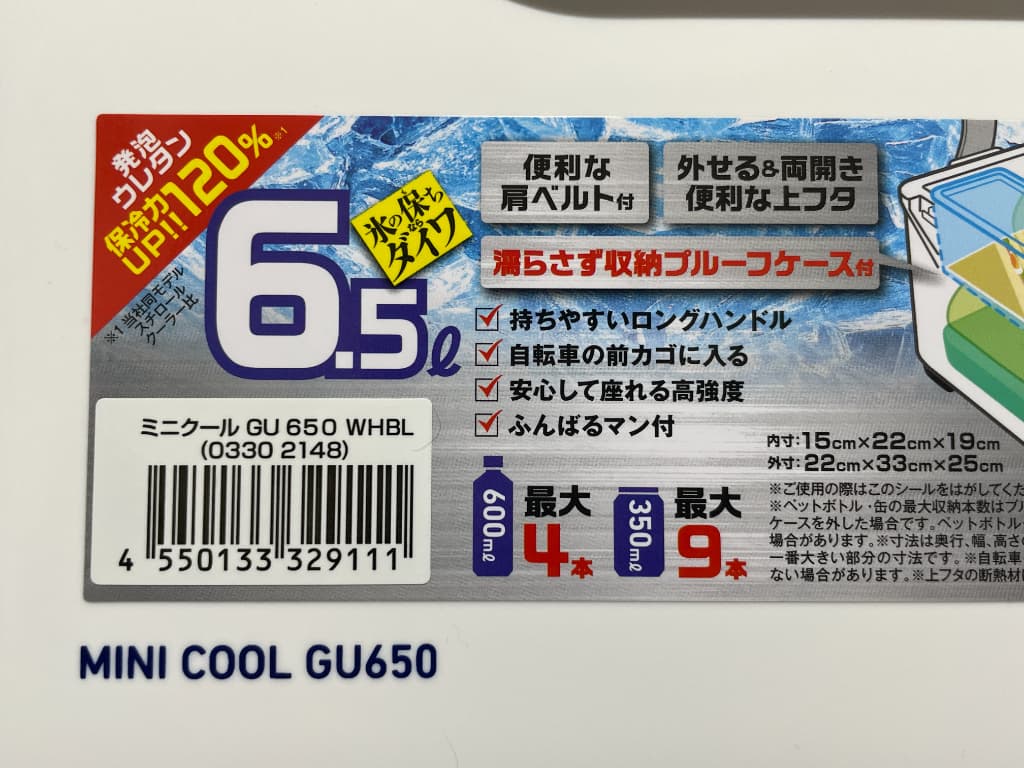 発泡
ウレタン
保冷力
UP!!120%※1
※1 当社同モデル
スチロール
クーラー比
6.5ℓ
氷の保ち
なら
ダイワ
便利な
肩ベルト付
外せる&両開き
便利な上フタ
濡らさず収納プルーフケース付
持ちやすいロングハンドル
自転車の前カゴに入る
安心して座れる高強度
ふんばるマン付
内寸:15cm×22cm×19cm
外寸:22cm×33cm×25cm
600mℓ
最大
4本
350mℓ
最大
9本
※ご使用の際はこのシールをはがしてくだ
※ペットボトル・缶の最大収納本数はプル
ケースを外した場合です。ペットボトル
場合があります。※寸法は奥行、幅、高さの
一番大きい部分の寸法です。※自転車
ない場合があります。※上フタの断熱材
ミニクール GU 650 WHBL
(0330 2148)
4 550133 329111
MINI COOL GU650